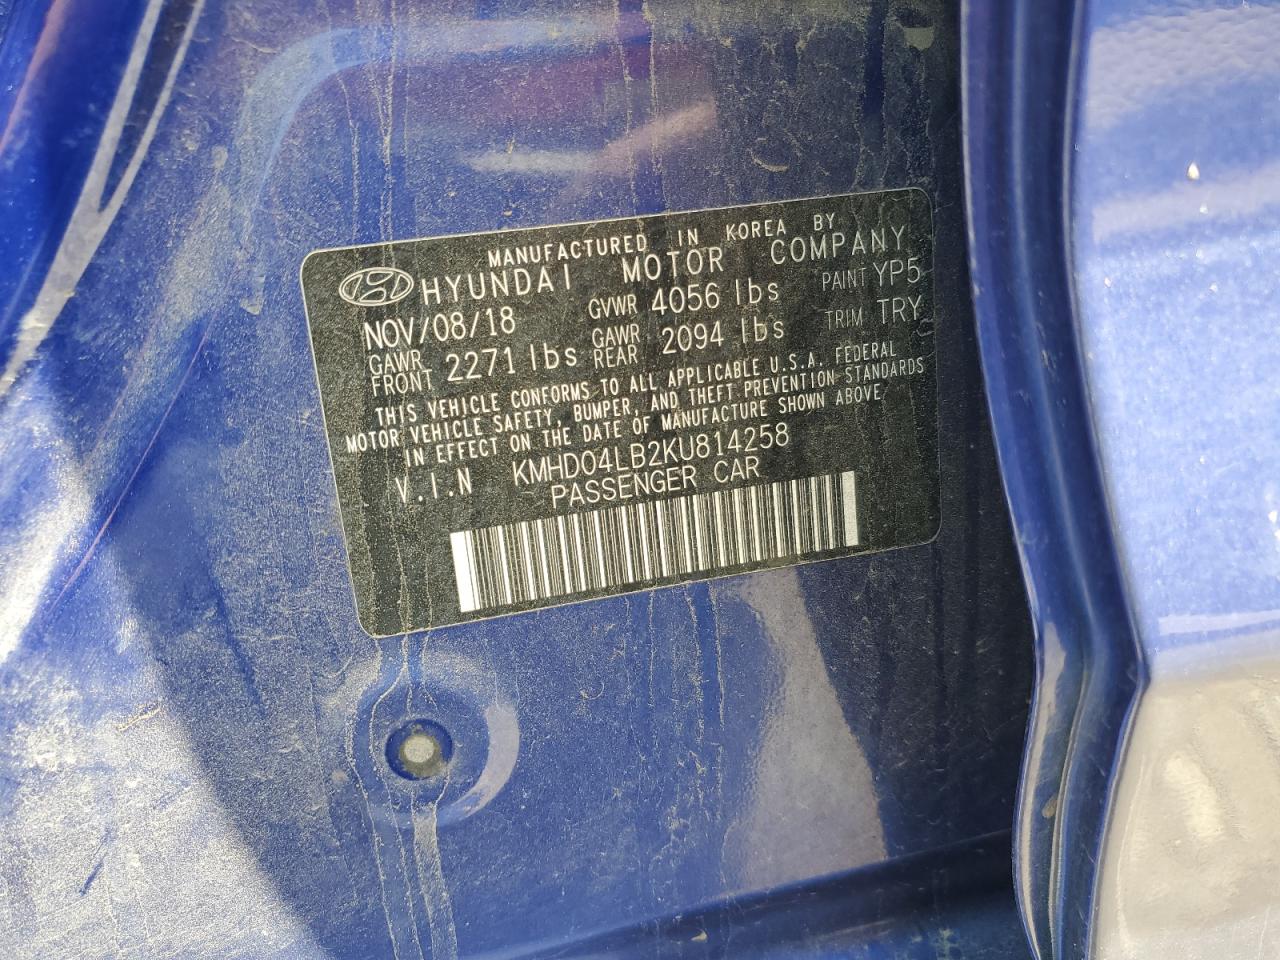 MANUFACTURED IN KOREA BY
HYUNDAI MOTOR COMPANY
NOV/08/18 GVWR 4056 lbs PAINT YP5
GAWR FRONT 2271 lbs GAWR REAR 2094 lbs TRIM TRY
THIS VEHICLE CONFORMS TO ALL APPLICABLE U.S.A. FEDERAL
MOTOR VEHICLE SAFETY, BUMPER, AND THEFT PREVENTION STANDARDS
IN EFFECT ON THE DATE OF MANUFACTURE SHOWN ABOVE
V.I.N KMHD04LB2KU814258
PASSENGER CAR